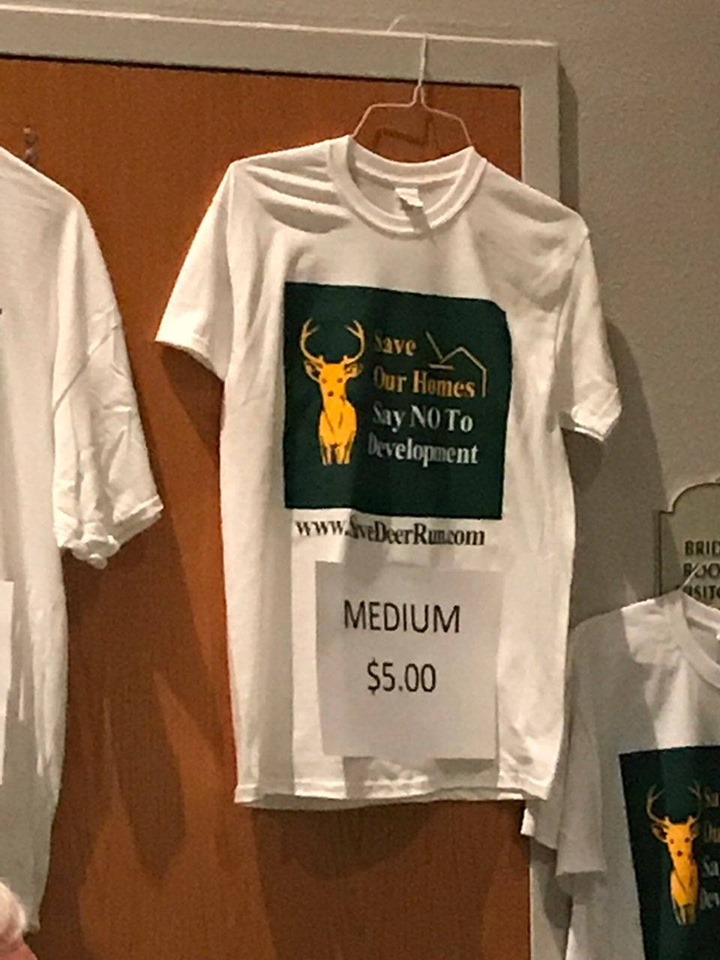 Save
Our Homes
Say NO To
Development
www.SaveDeerRun.com
MEDIUM
$5.00